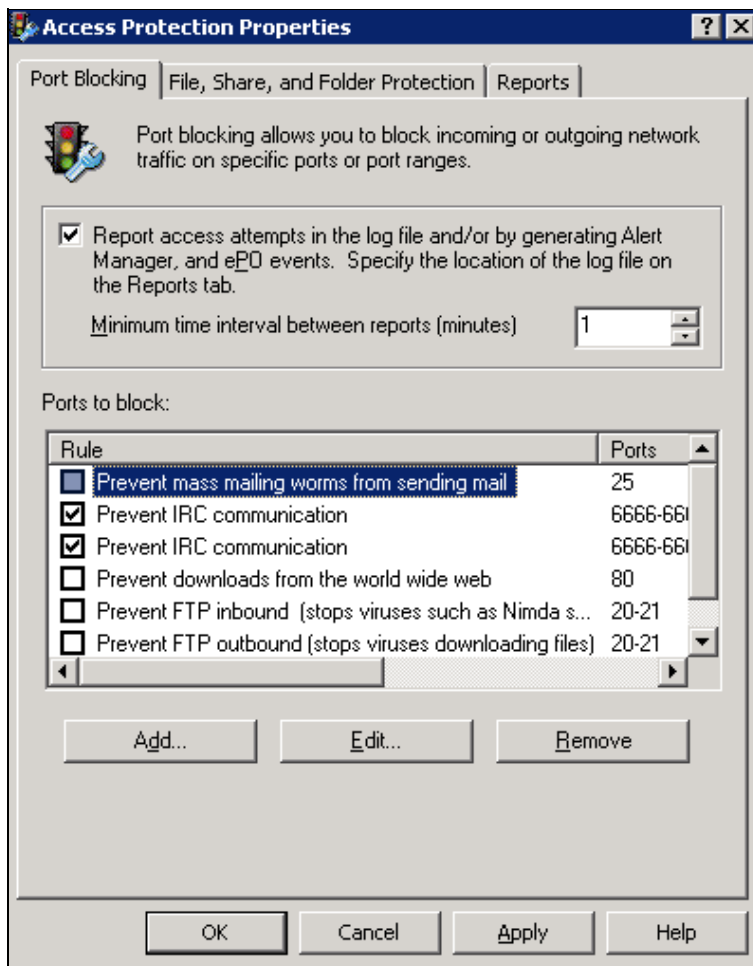 Access Protection Properties
Port Blocking
File, Share, and Folder Protection
Reports
Port blocking allows you to block incoming or outgoing network
traffic on specific ports or port ranges.
Report access attempts in the log file and/or by generating Alert
Manager, and ePO events. Specify the location of the log file on
the Reports tab.
Minimum time interval between reports (minutes) 1
Ports to block:
Rule Ports
Prevent mass mailing worms from sending mail 25
Prevent IRC communication 6666-666
Prevent IRC communication 6666-666
Prevent downloads from the world wide web 80
Prevent FTP inbound (stops viruses such as Nimda s... 20-21
Prevent FTP outbound (stops viruses downloading files) 20-21
Add... Edit... Remove
OK Cancel Apply Help